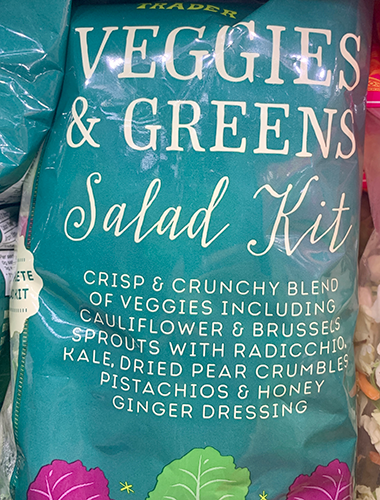 TRADER
VEGGIES
& GREENS
Salad Kit
CRISP & CRUNCHY BLEND
OF VEGGIES INCLUDING
CAULIFLOWER & BRUSSELS
SPROUTS WITH RADICCHIO,
KALE, DRIED PEAR CRUMBLES
PISTACHIOS & HONEY
GINGER DRESSING